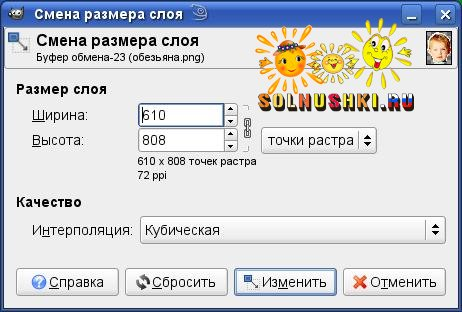 Смена размера слоя
Смена размера слоя
Буфер обмена-23 (обезьяна.png)
SOLNUSHKI.RU
Размер слоя
Ширина: 610
Высота: 808 точки растра
610 x 808 точек растра
72 ppi
Качество
Интерполяция: Кубическая
Справка Сбросить Изменить Отменить